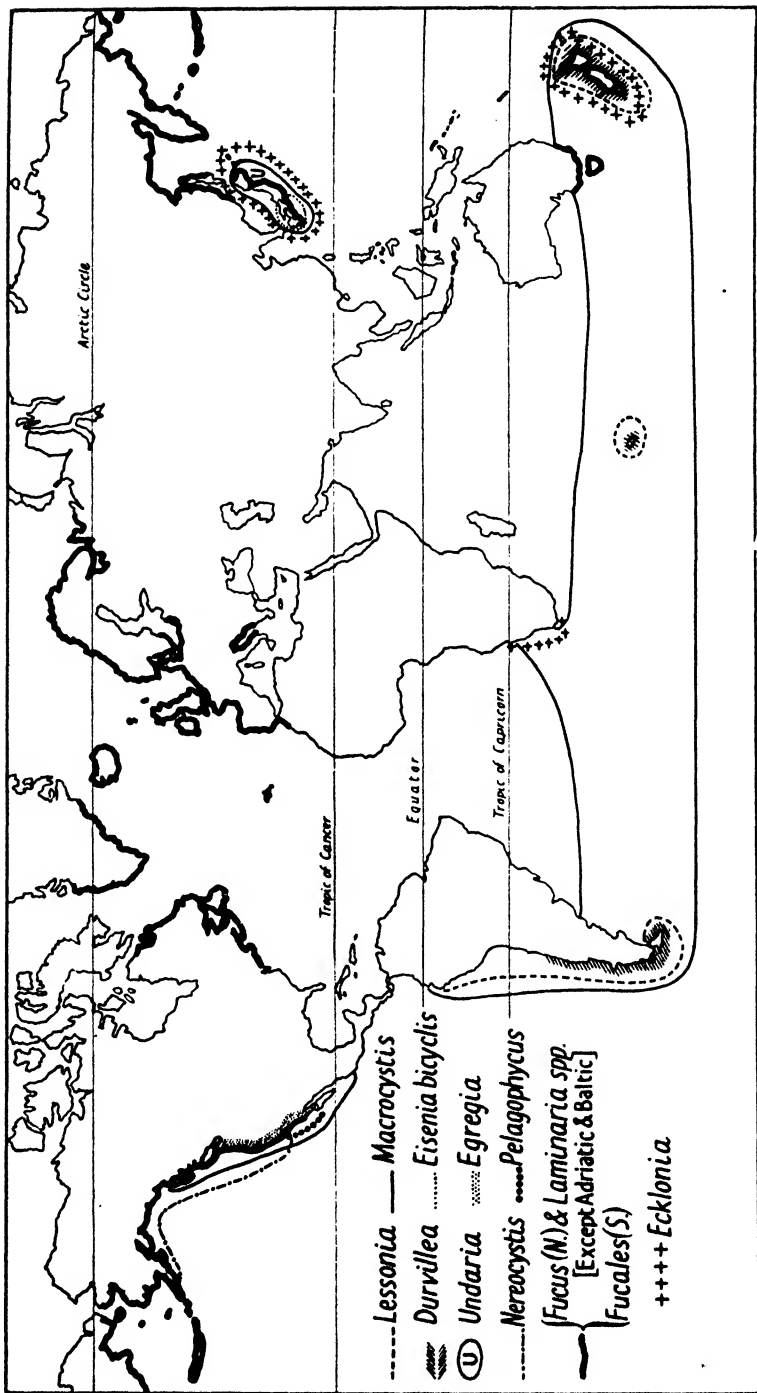 Arctic Circle
Tropic of Cancer
Equator
Tropic of Capricorn
U
---- Lessonia — Macrocystis
Durvillea ........ Eisenia bicyclis
U Undaria Egregia
-·-·- Nereocystis •••••• Pelagophycus
{Fucus (N.) & Laminaria spp.
[Except Adriatic & Baltic]
Fucales (S.)
++++ Ecklonia